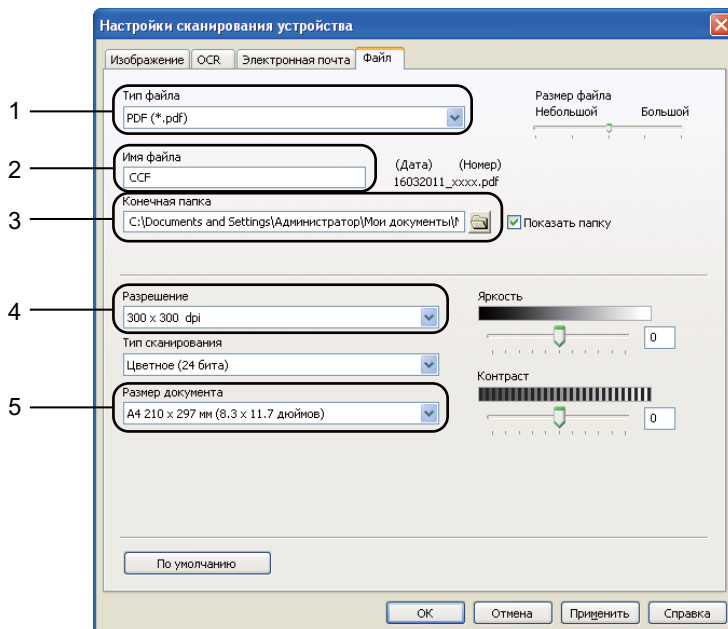 Настройки сканирования устройства
Изображение OCR Электронная почта Файл
1
Тип файла
PDF (*.pdf)
Размер файла
Небольшой Большой
2
Имя файла
CCF
(Дата) (Номер)
16032011_xxxx.pdf
3
Конечная папка
C:\Documents and Settings\Администратор\Мои документы\
Показать папку
4
Разрешение
300 x 300 dpi
Яркость
0
Тип сканирования
Цветное (24 бита)
Контраст
0
5
Размер документа
A4 210 x 297 мм (8.3 x 11.7 дюймов)
По умолчанию
OK Отмена Применить Справка